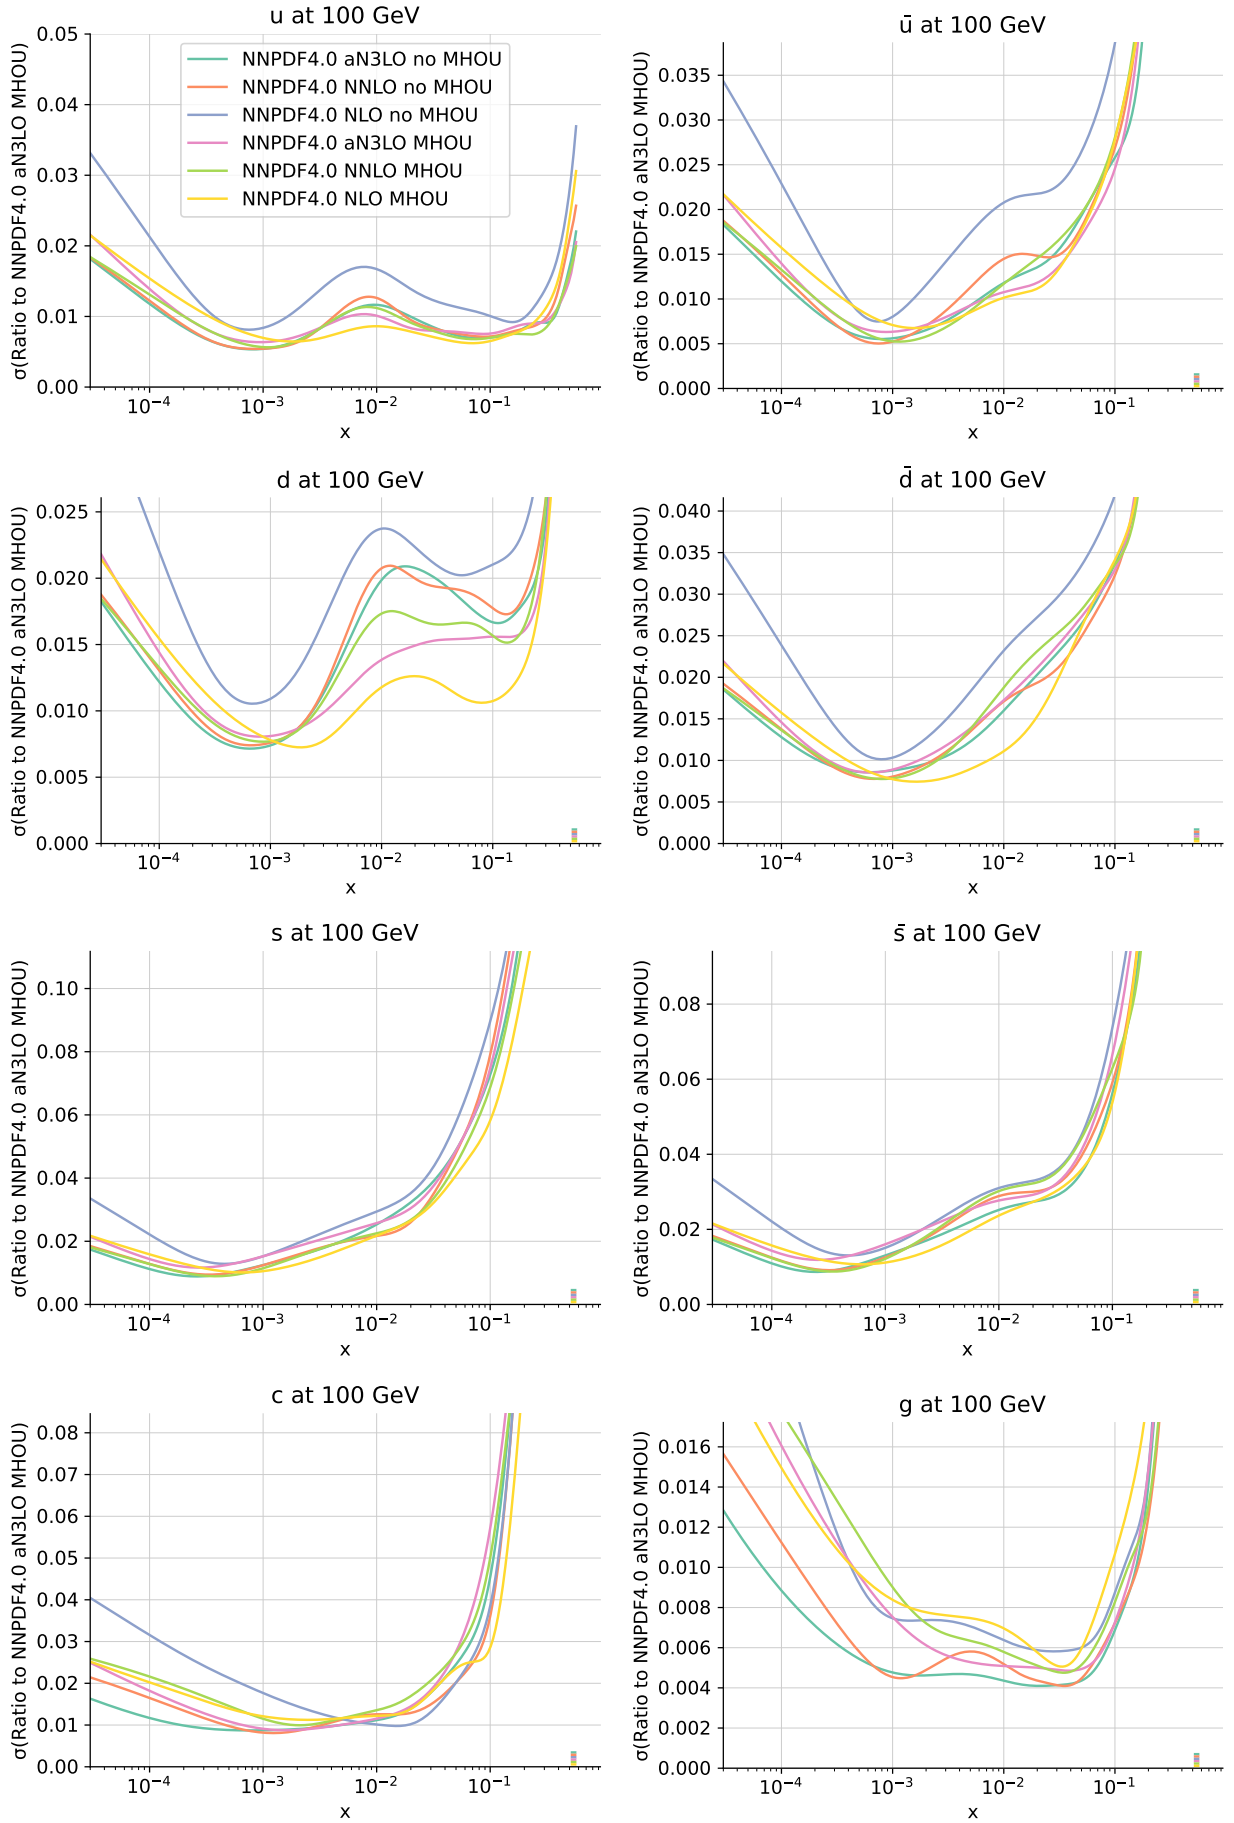 u at 100 GeV
σ(Ratio to NNPDF4.0 aN3LO MHOU)
0.05
0.04
0.03
0.02
0.01
0.00
NNPDF4.0 aN3LO no MHOU
NNPDF4.0 NNLO no MHOU
NNPDF4.0 NLO no MHOU
NNPDF4.0 aN3LO MHOU
NNPDF4.0 NNLO MHOU
NNPDF4.0 NLO MHOU
10⁻⁴ 10⁻³ 10⁻² 10⁻¹
x
ū at 100 GeV
σ(Ratio to NNPDF4.0 aN3LO MHOU)
0.035
0.030
0.025
0.020
0.015
0.010
0.005
0.000
10⁻⁴ 10⁻³ 10⁻² 10⁻¹
x
d at 100 GeV
σ(Ratio to NNPDF4.0 aN3LO MHOU)
0.025
0.020
0.015
0.010
0.005
0.000
10⁻⁴ 10⁻³ 10⁻² 10⁻¹
x
d̄ at 100 GeV
σ(Ratio to NNPDF4.0 aN3LO MHOU)
0.040
0.035
0.030
0.025
0.020
0.015
0.010
0.005
0.000
10⁻⁴ 10⁻³ 10⁻² 10⁻¹
x
s at 100 GeV
σ(Ratio to NNPDF4.0 aN3LO MHOU)
0.10
0.08
0.06
0.04
0.02
0.00
10⁻⁴ 10⁻³ 10⁻² 10⁻¹
x
s̄ at 100 GeV
σ(Ratio to NNPDF4.0 aN3LO MHOU)
0.08
0.06
0.04
0.02
0.00
10⁻⁴ 10⁻³ 10⁻² 10⁻¹
x
c at 100 GeV
σ(Ratio to NNPDF4.0 aN3LO MHOU)
0.08
0.07
0.06
0.05
0.04
0.03
0.02
0.01
0.00
10⁻⁴ 10⁻³ 10⁻² 10⁻¹
x
g at 100 GeV
σ(Ratio to NNPDF4.0 aN3LO MHOU)
0.016
0.014
0.012
0.010
0.008
0.006
0.004
0.002
0.000
10⁻⁴ 10⁻³ 10⁻² 10⁻¹
x